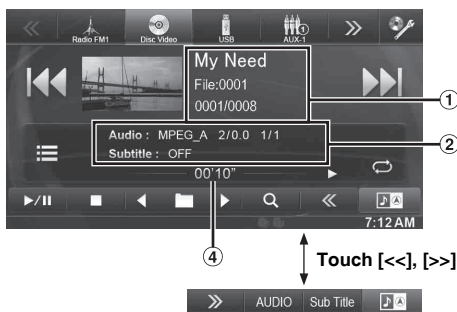 Radio FM1 Disc Video USB AUX-1
My Need
File:0001
0001/0008
1
Audio : MPEG_A 2/0.0 1/1
2
Subtitle : OFF
00'10"
7:12 AM
4
Touch [<<], [>>]
AUDIO Sub Title